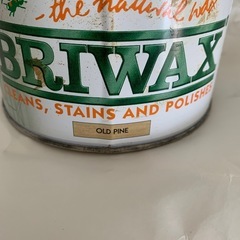 the natural wax
BRIWAX
CLEANS, STAINS AND POLISHES
OLD PINE